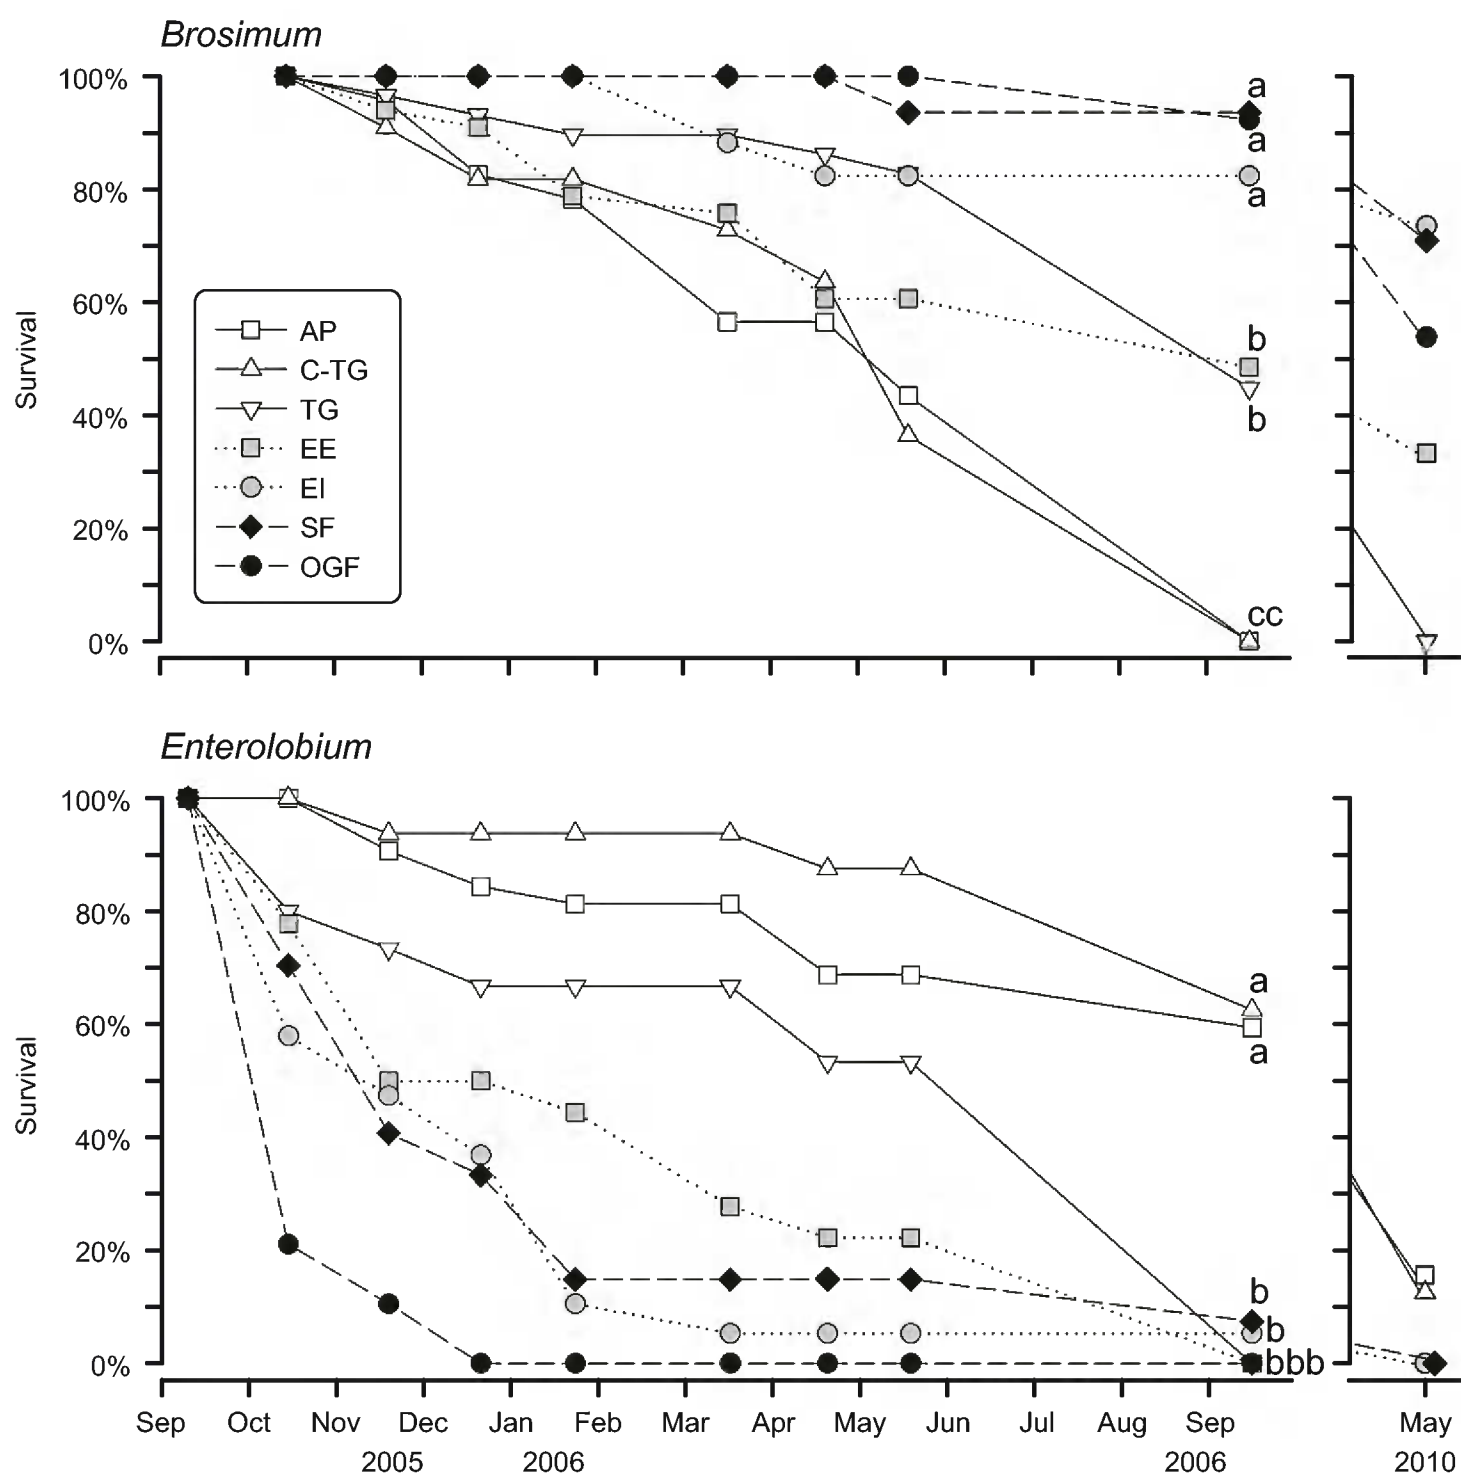 Brosimum
100%
80%
60%
40%
20%
0%
Survival
AP
C-TG
TG
EE
EI
SF
OGF
a
a
a
b
b
cc
Enterolobium
100%
80%
60%
40%
20%
0%
Survival
a
a
b
b
bbb
Sep Oct Nov Dec Jan Feb Mar Apr May Jun Jul Aug Sep May
2005 2006 2006 2010